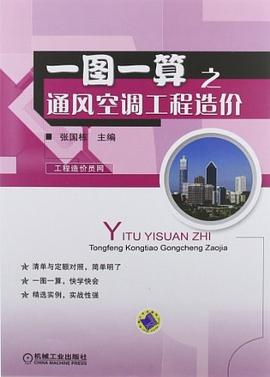 一图一算之
通风空调工程造价
■ 张国栋 主编
工程造价员网
YITU YISUAN ZHI
Tongfeng Kongtiao Gongcheng Zaojia
☆ 清单与定额对照，简单明了
☆ 一图一算，快学快会
☆ 精选实例，实战性强
机械工业出版社
CHINA MACHINE PRESS